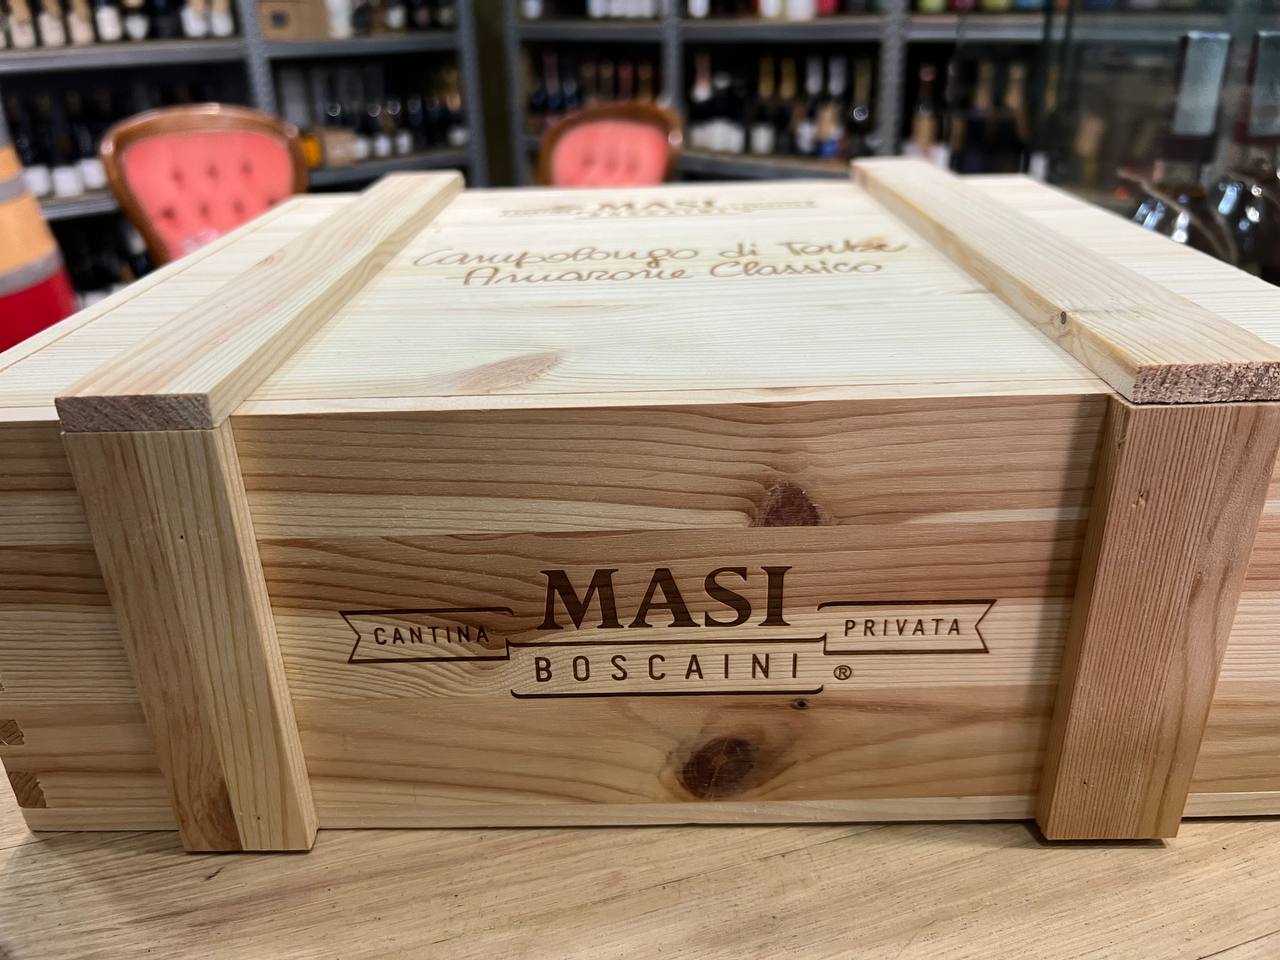 MASI
Campolongo di Torbe
Amarone Classico
CANTINA MASI PRIVATA
BOSCAINI ®